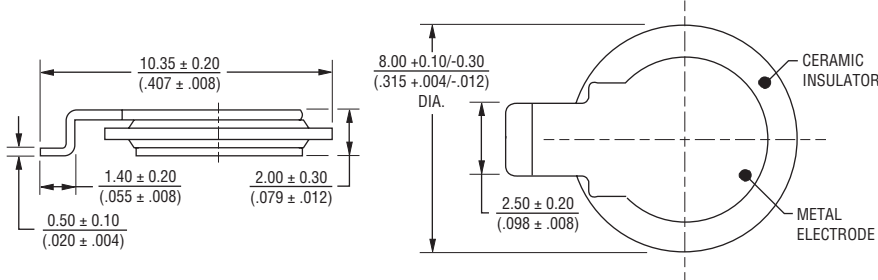 10.35 ± 0.20
(.407 ± .008)
8.00 +0.10/-0.30
(.315 +.004/-.012)
DIA.
CERAMIC
INSULATOR
1.40 ± 0.20
(.055 ± .008)
2.00 ± 0.30
(.079 ± .012)
0.50 ± 0.10
(.020 ± .004)
2.50 ± 0.20
(.098 ± .008)
METAL
ELECTRODE